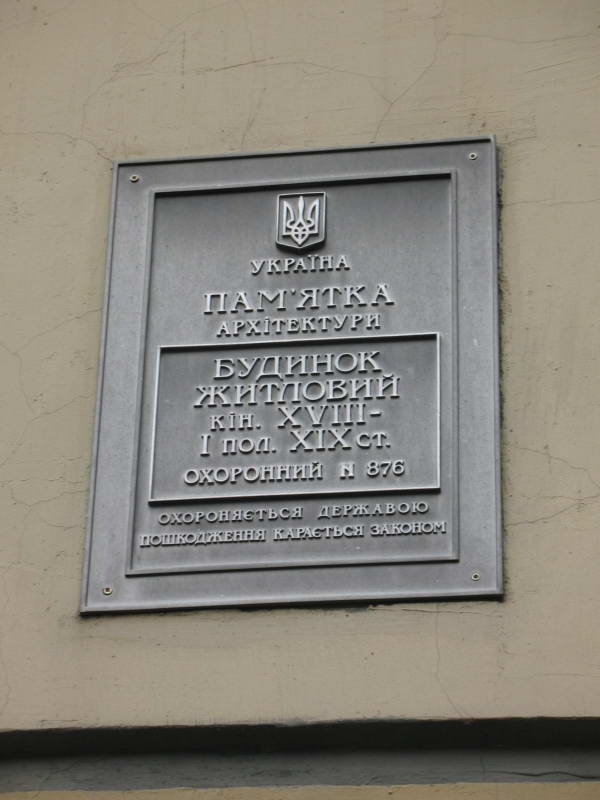 УКРАЇНА
ПАМ'ЯТКА
АРХІТЕКТУРИ
БУДИНОК
ЖИТЛОВИЙ
КІН. XVIII-
I ПОЛ. XIX СТ.
ОХОРОННИЙ N 876
ОХОРОНЯЄТЬСЯ ДЕРЖАВОЮ
ПОШКОДЖЕННЯ КАРАЄТЬСЯ ЗАКОНОМ